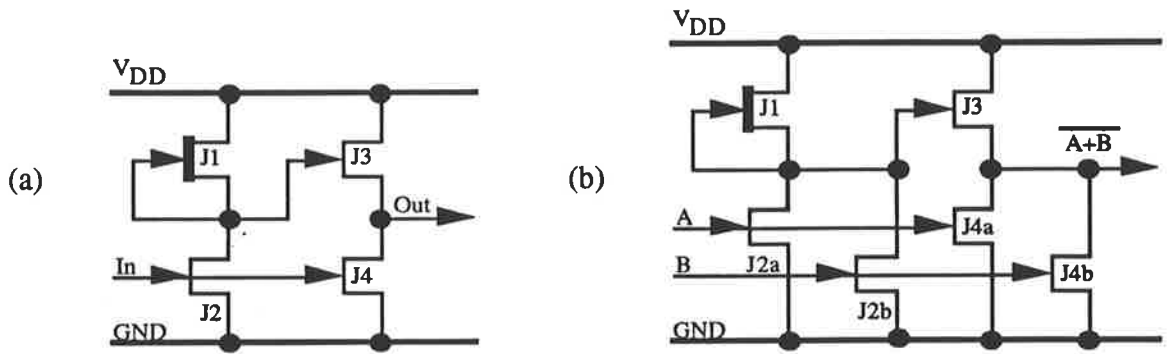 (a)
VDD
J1
J3
Out
In
J2
J4
GND
(b)
VDD
J1
J3
A+B
A
J4a
B
J2a
J4b
J2b
GND